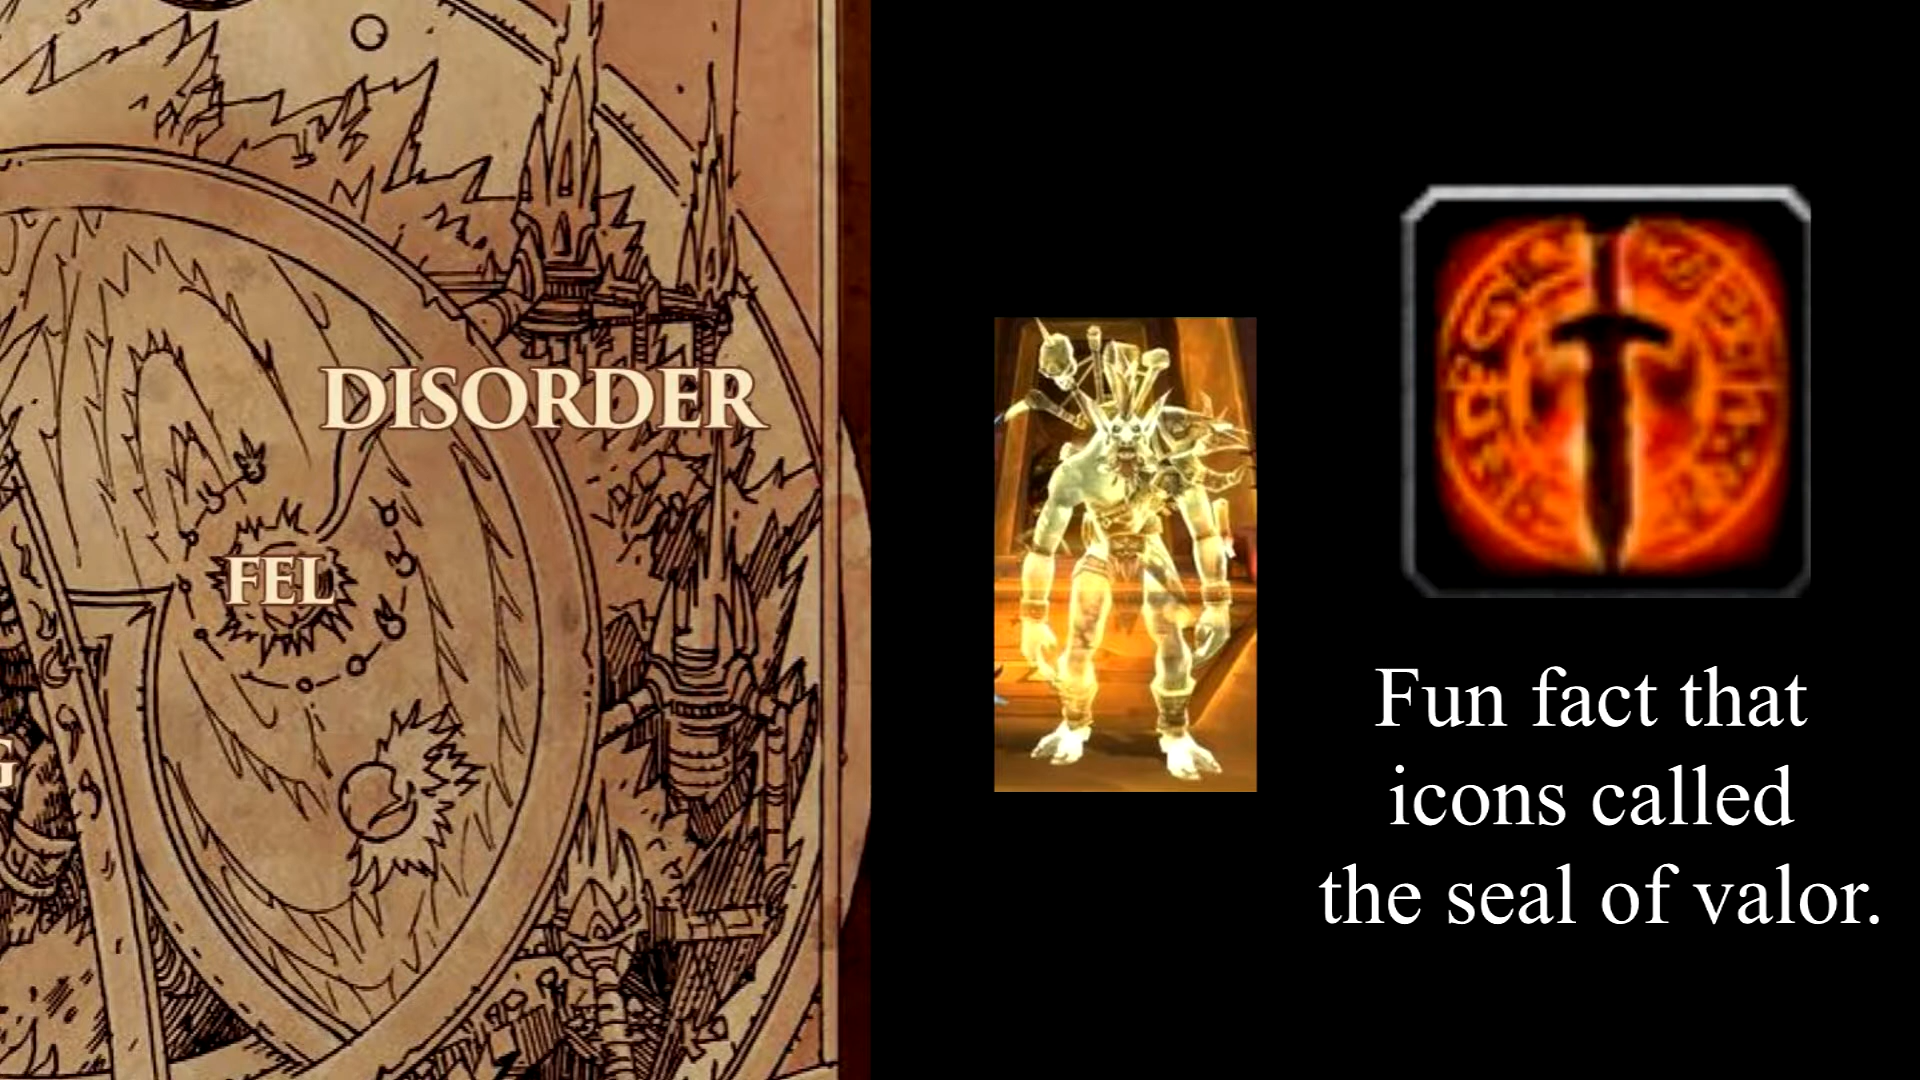 DISORDER
FEL
G
Fun fact that
icons called
the seal of valor.